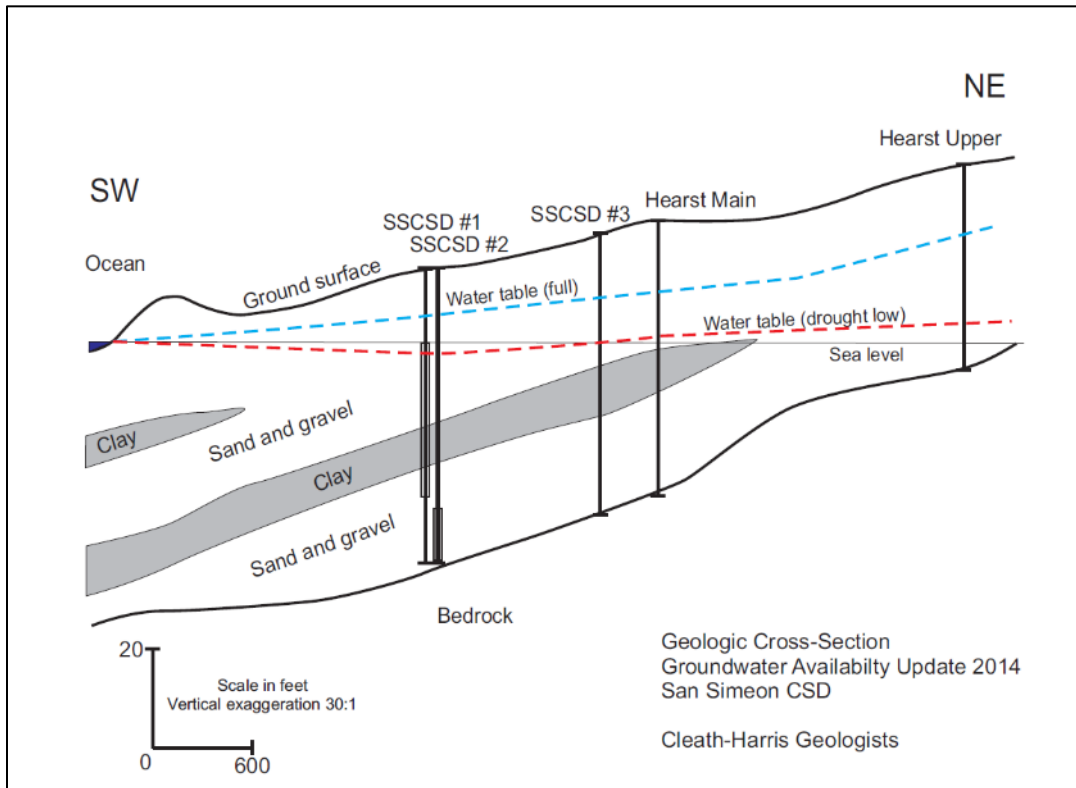 NE
Hearst Upper
SW
Hearst Main
SSCSD #3
SSCSD #1
SSCSD #2
Ocean
Ground surface
Water table (full)
Water table (drought low)
Sea level
Clay
Sand and gravel
Clay
Sand and gravel
Bedrock
20
Scale in feet
Vertical exaggeration 30:1
0
600
Geologic Cross-Section
Groundwater Availabilty Update 2014
San Simeon CSD
Cleath-Harris Geologists